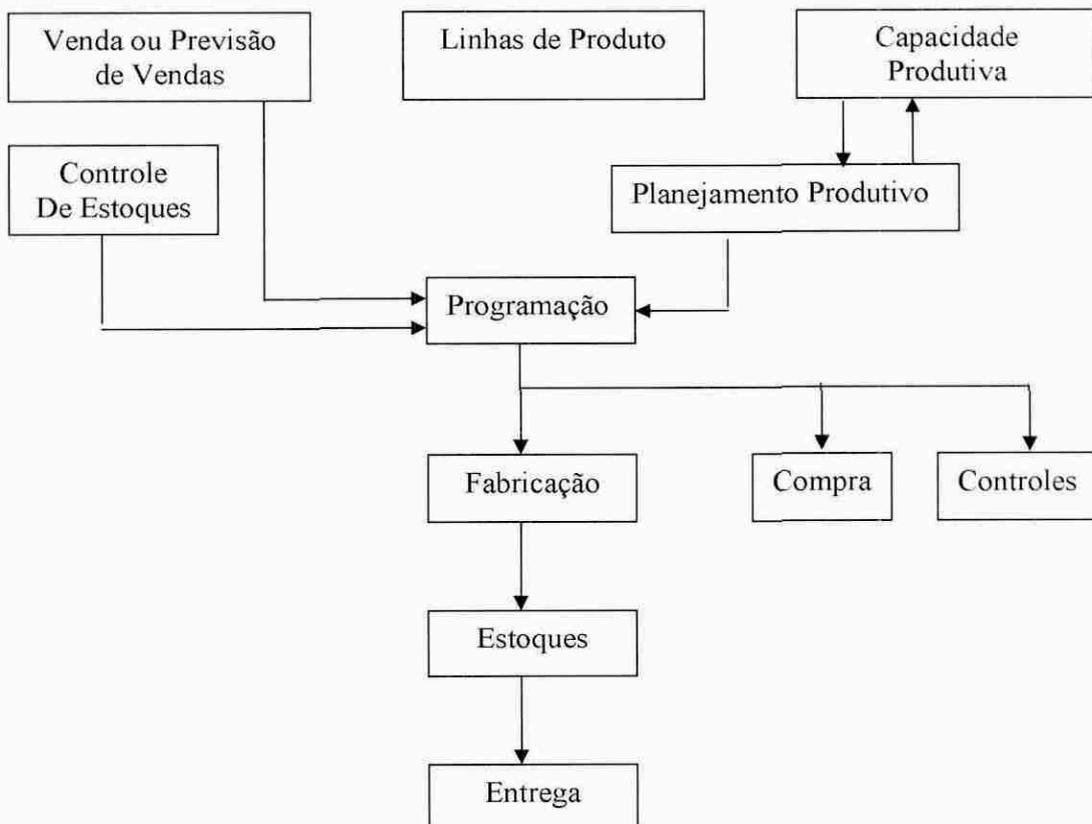 Venda ou Previsão
de Vendas
Linhas de Produto
Capacidade
Produtiva
Controle
De Estoques
Planejamento Produtivo
Programação
Fabricação
Compra
Controles
Estoques
Entrega